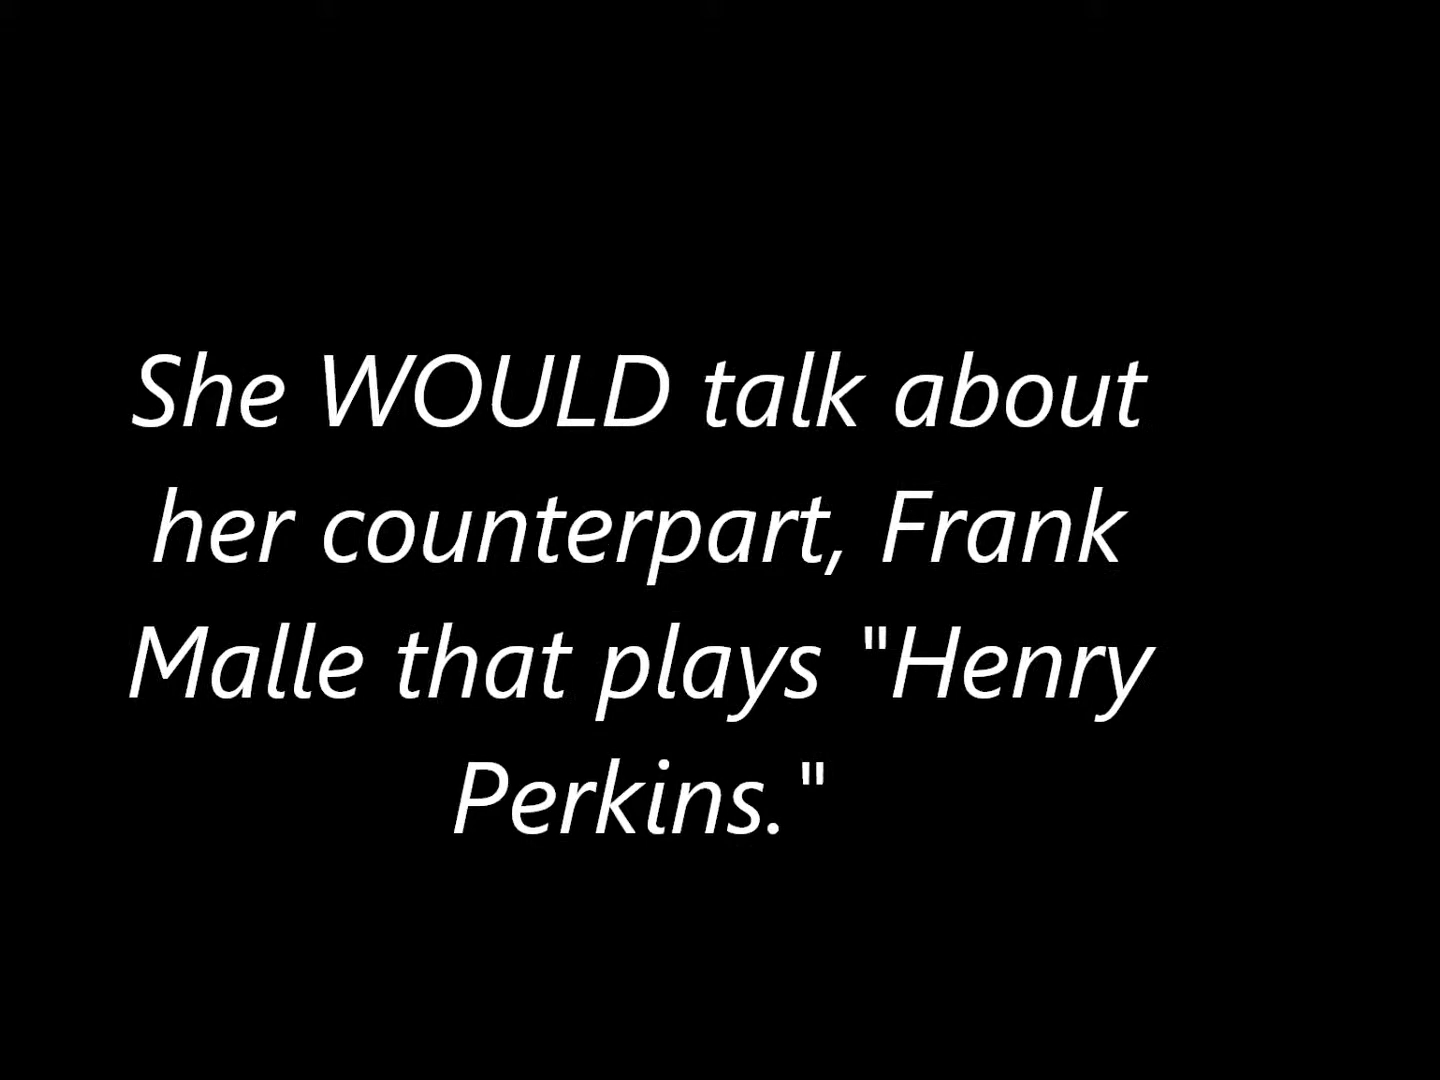 She WOULD talk about
her counterpart, Frank
Malle that plays "Henry
Perkins."